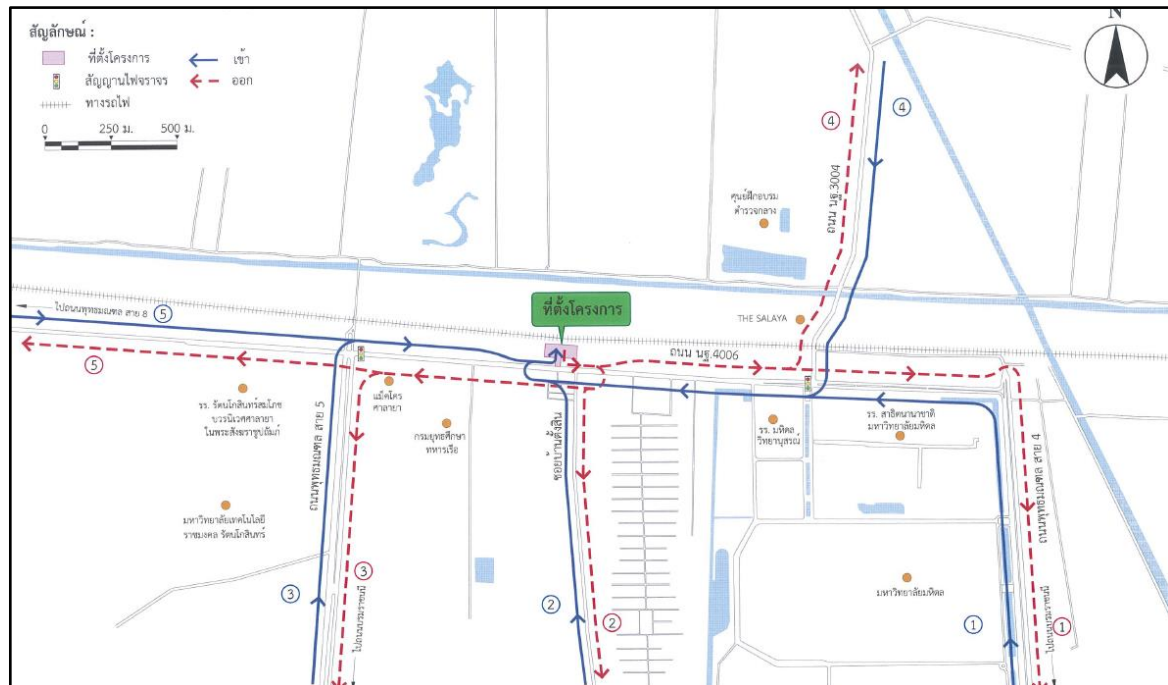 สัญลักษณ์ :
ที่ตั้งโครงการ
เข้า
สัญญานไฟจราจร
ออก
ทางรถไฟ
0 250 ม. 500 ม.
N
4
4
ถนน นฐ.3004
ศูนย์ฝึกอบรม
ตำรวจกลาง
ไปถนนพุทธมณฑล สาย 8
5
ที่ตั้งโครงการ
THE SALAYA
ถนน นฐ.4006
5
รร. รัตนโกสินทร์สมโภช
บวรนิเวศศาลายา
ในพระสังฆราชูปถัมภ์
แม็คโคร
ศาลายา
กรมยุทธศึกษา
ทหารเรือ
ถนนพุทธมณฑล สาย 5
ซอยบ้านดิงสิน
รร. มหิดล
วิทยานุสรณ์
รร. สาธิตนานาชาติ
มหาวิทยาลัยมหิดล
ถนนพุทธมณฑล สาย 4
มหาวิทยาลัยเทคโนโลยี
ราชมงคล รัตนโกสินทร์
มหาวิทยาลัยมหิดล
3
3
ไปถนนบรมราชชนนี
2
2
1
1
ไปถนนบรมราชชนนี